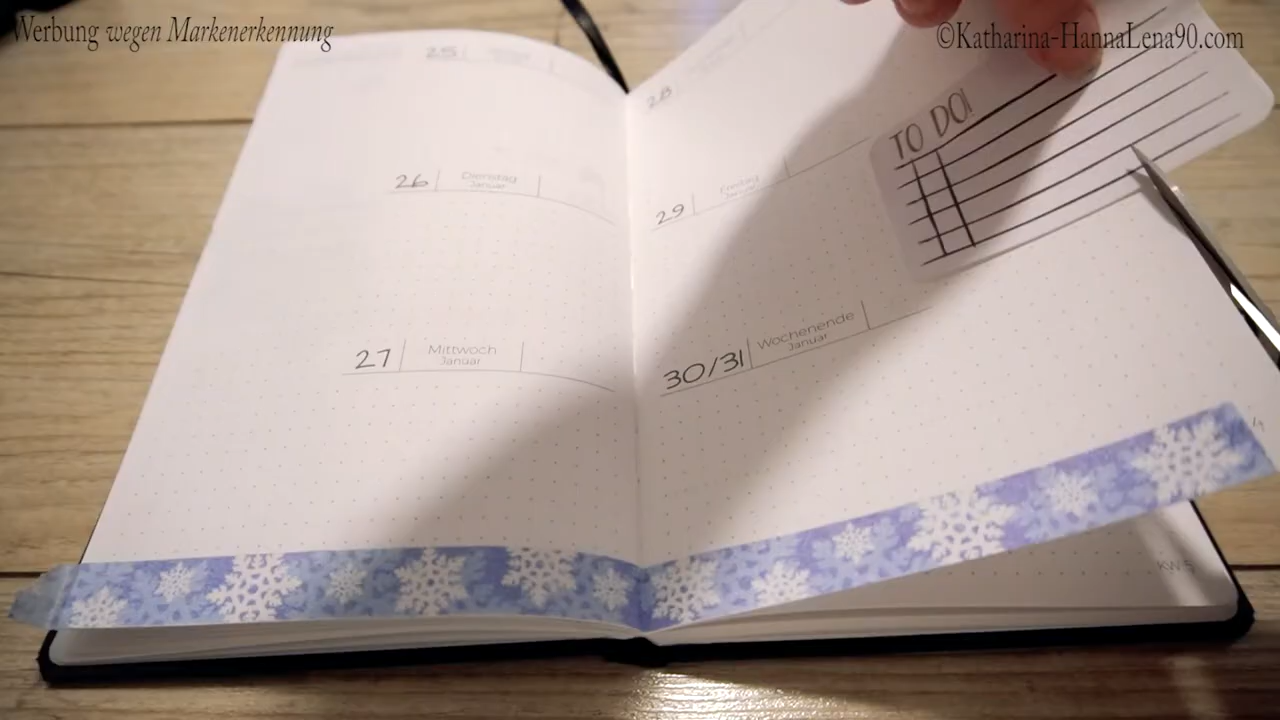 Werbung wegen Markenerkennung
©Katharina-HannaLena90.com
25
26 Dienstag
Januar
27 Mittwoch
Januar
28
29 Freitag
Januar
30/31 Wochenende
Januar
TO DO!
KW 5